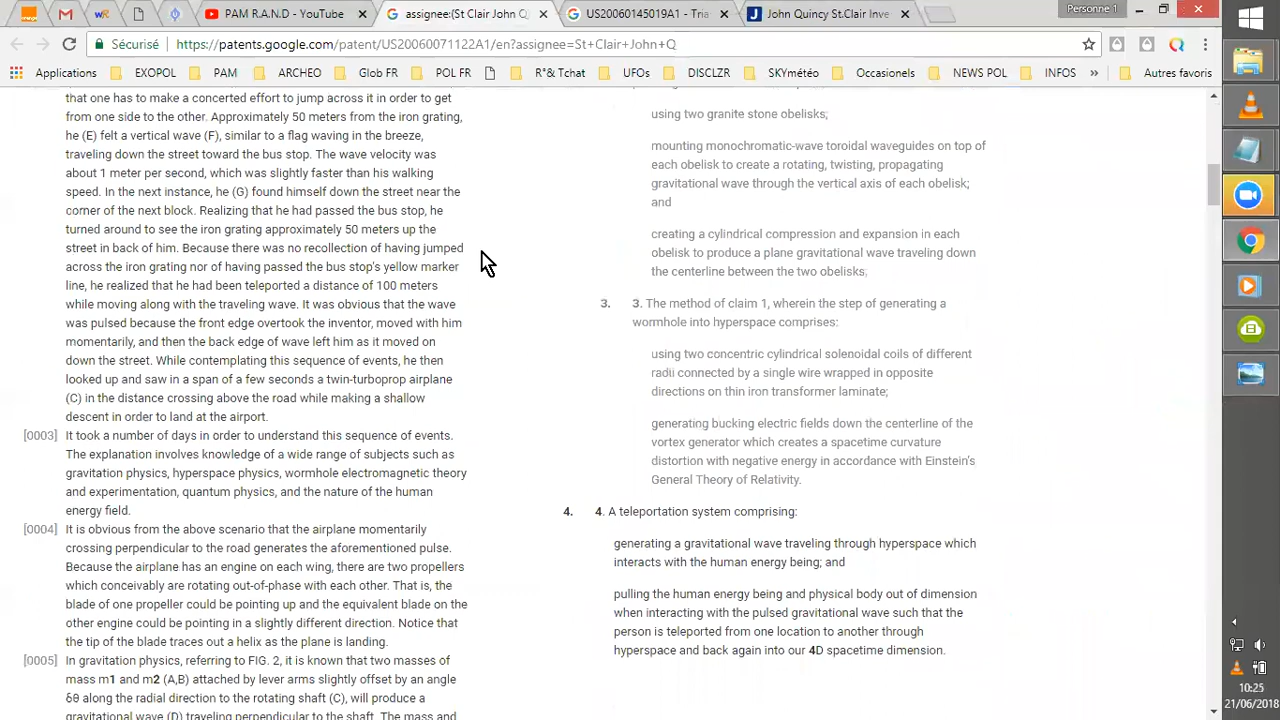 Personne 1
PAM R.A.N.D - YouTube
assignee:(St Clair John Q
US20060145019A1 - Tria
John Quincy St.Clair Inve
Sécurisé
https://patents.google.com/patent/US20060071122A1/en?assignee=St+Clair+John+Q
Applications
EXOPOL
PAM
ARCHEO
Glob FR
POL FR
Tchat
UFOs
DISCLZR
SKYmétéo
Occasionels
NEWSPOL
INFOS
»
Autres favoris
that one has to make a concerted effort to jump across it in order to get
from one side to the other. Approximately 50 meters from the iron grating,
he (E) felt a vertical wave (F), similar to a flag waving in the breeze,
traveling down the street toward the bus stop. The wave velocity was
about 1 meter per second, which was slightly faster than his walking
speed. In the next instance, he (G) found himself down the street near the
corner of the next block. Realizing that he had passed the bus stop, he
turned around to see the iron grating approximately 50 meters up the
street in back of him. Because there was no recollection of having jumped
across the iron grating nor of having passed the bus stop's yellow marker
line, he realized that he had been teleported a distance of 100 meters
while moving along with the traveling wave. It was obvious that the wave
was pulsed because the front edge overtook the inventor, moved with him
momentarily, and then the back edge of wave left him as it moved on
down the street. While contemplating this sequence of events, he then
looked up and saw in a span of a few seconds a twin-turboprop airplane
(C) in the distance crossing above the road while making a shallow
descent in order to land at the airport.
[0003] It took a number of days in order to understand this sequence of events.
The explanation involves knowledge of a wide range of subjects such as
gravitation physics, hyperspace physics, wormhole electromagnetic theory
and experimentation, quantum physics, and the nature of the human
energy field.
[0004] It is obvious from the above scenario that the airplane momentarily
crossing perpendicular to the road generates the aforementioned pulse.
Because the airplane has an engine on each wing, there are two propellers
which conceivably are rotating out-of-phase with each other. That is, the
blade of one propeller could be pointing up and the equivalent blade on the
other engine could be pointing in a slightly different direction. Notice that
the tip of the blade traces out a helix as the plane is landing.
[0005] In gravitation physics, referring to FIG. 2, it is known that two masses of
mass m1 and m2 (A,B) attached by lever arms slightly offset by an angle
δθ along the radial direction to the rotating shaft (C), will produce a
gravitational wave (D) traveling perpendicular to the shaft. The mass and
using two granite stone obelisks;
mounting monochromatic-wave toroidal waveguides on top of
each obelisk to create a rotating, twisting, propagating
gravitational wave through the vertical axis of each obelisk;
and
creating a cylindrical compression and expansion in each
obelisk to produce a plane gravitational wave traveling down
the centerline between the two obelisks.
3. 3. The method of claim 1, wherein the step of generating a
wormhole into hyperspace comprises:
using two concentric cylindrical solenoidal coils of different
radii connected by a single wire wrapped in opposite
directions on thin iron transformer laminate;
generating bucking electric fields down the centerline of the
vortex generator which creates a spacetime curvature
distortion with negative energy in accordance with Einstein's
General Theory of Relativity.
4. 4. A teleportation system comprising:
generating a gravitational wave traveling through hyperspace which
interacts with the human energy being; and
pulling the human energy being and physical body out of dimension
when interacting with the pulsed gravitational wave such that the
person is teleported from one location to another through
hyperspace and back again into our 4D spacetime dimension.
10:25
21/06/2018